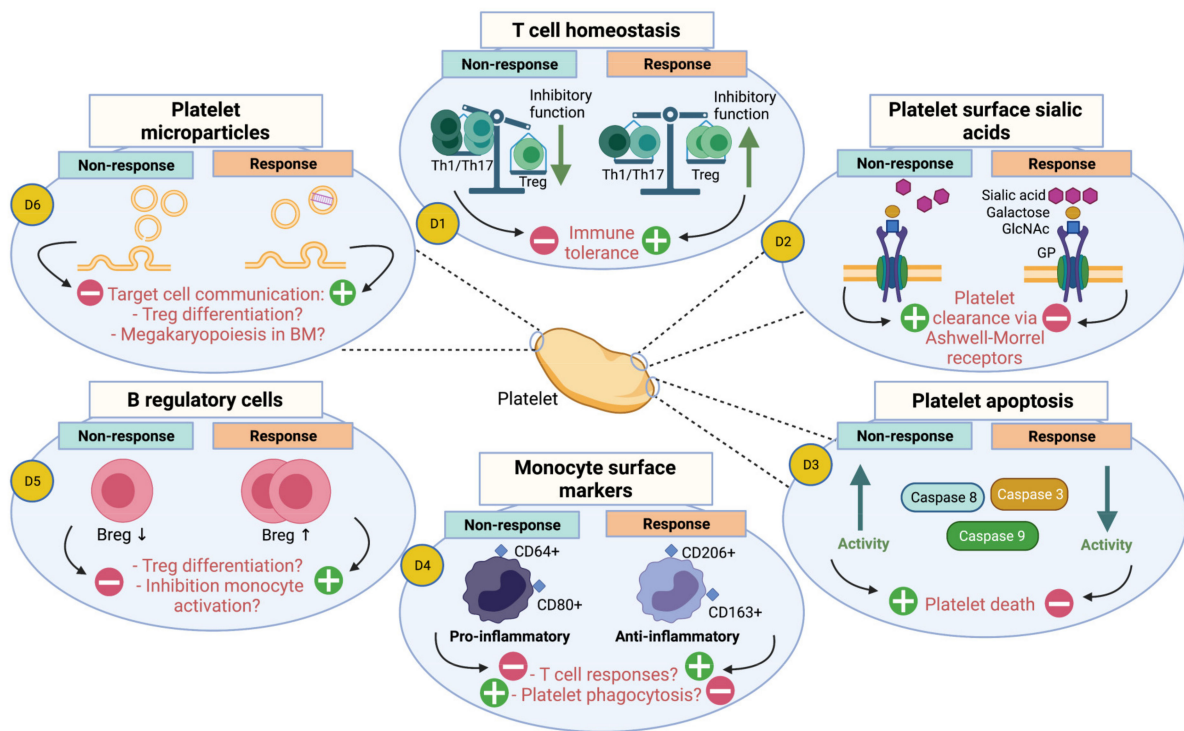 T cell homeostasis
Non-response
Response
Inhibitory
function
Inhibitory
function
Th1/Th17
Treg
Th1/Th17
Treg
D1
Immune
tolerance
Platelet
microparticles
Non-response
Response
D6
Target cell communication:
- Treg differentiation?
- Megakaryopoiesis in BM?
Platelet surface sialic
acids
Non-response
Response
D2
Sialic acid
Galactose
GlcNAc
GP
Platelet
clearance via
Ashwell-Morrel
receptors
Platelet
B regulatory cells
Non-response
Response
D5
Breg ↓
Breg ↑
- Treg differentiation?
- Inhibition monocyte
activation?
Monocyte surface
markers
Non-response
Response
D4
CD64+
CD80+
CD206+
CD163+
Pro-inflammatory
Anti-inflammatory
- T cell responses?
- Platelet phagocytosis?
Platelet apoptosis
Non-response
Response
D3
Caspase 8
Caspase 3
Caspase 9
Activity
Activity
Platelet death